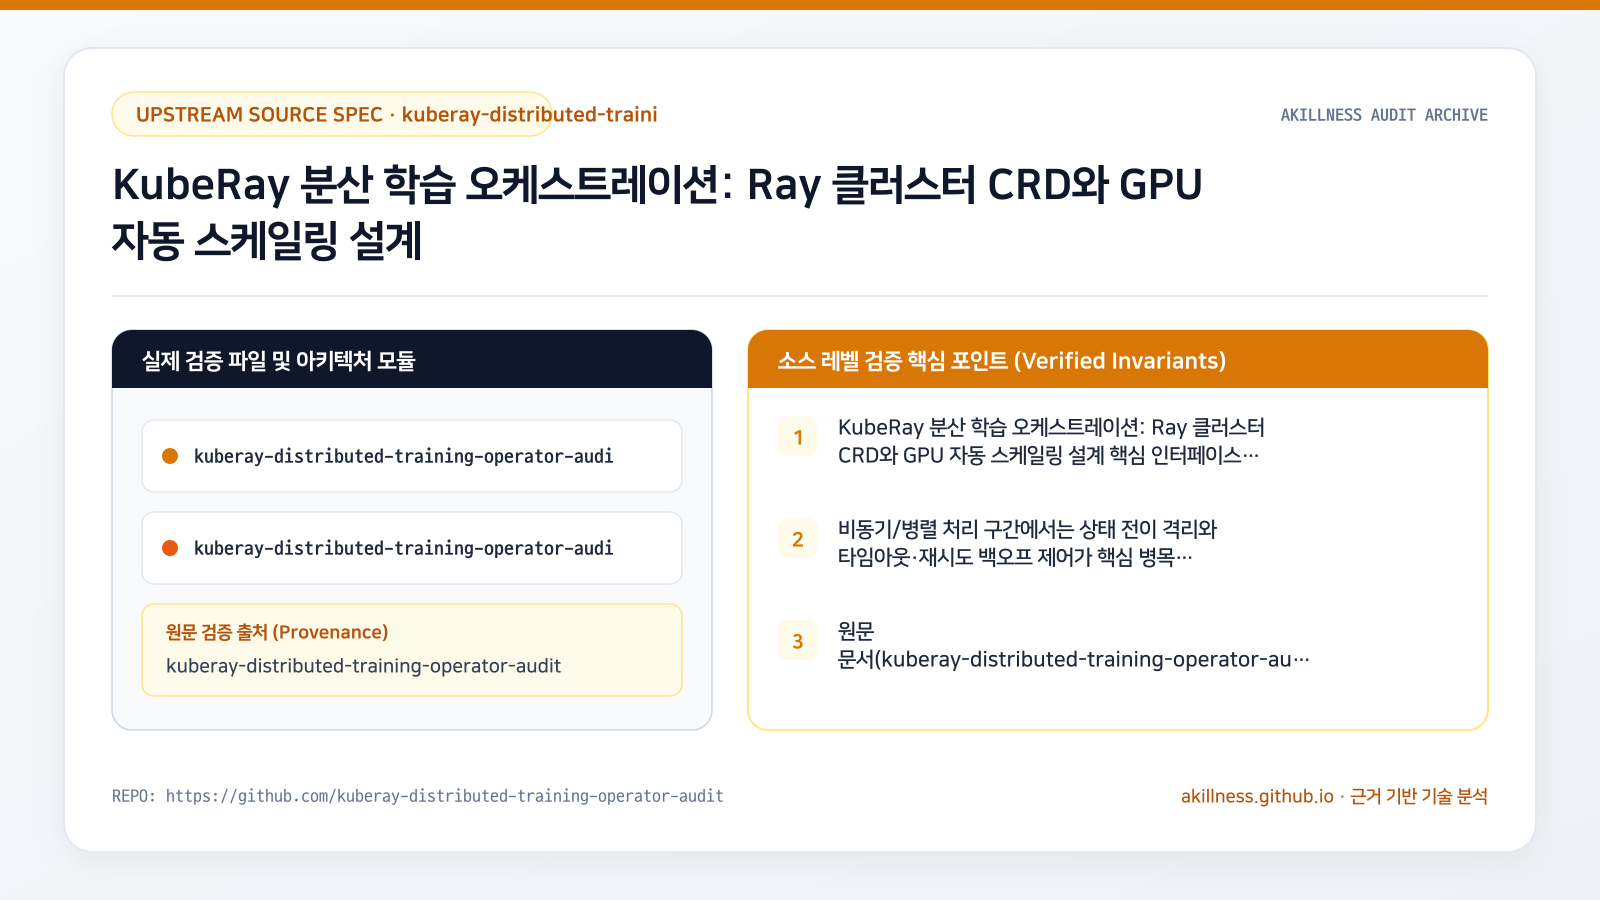 UPSTREAM SOURCE SPEC · kuberay-distributed-traini
AKILLNESS AUDIT ARCHIVE
KubeRay 분산 학습 오케스트레이션: Ray 클러스터 CRD와 GPU
자동 스케일링 설계
실제 검증 파일 및 아키텍처 모듈
kuberay-distributed-training-operator-audi
kuberay-distributed-training-operator-audi
원문 검증 출처 (Provenance)
kuberay-distributed-training-operator-audit
소스 레벨 검증 핵심 포인트 (Verified Invariants)
1
KubeRay 분산 학습 오케스트레이션: Ray 클러스터
CRD와 GPU 자동 스케일링 설계 핵심 인터페이스…
2
비동기/병렬 처리 구간에서는 상태 전이 격리와
타임아웃·재시도 백오프 제어가 핵심 병목…
3
원문
문서(kuberay-distributed-training-operator-au…
REPO: https://github.com/kuberay-distributed-training-operator-audit
akillness.github.io · 근거 기반 기술 분석